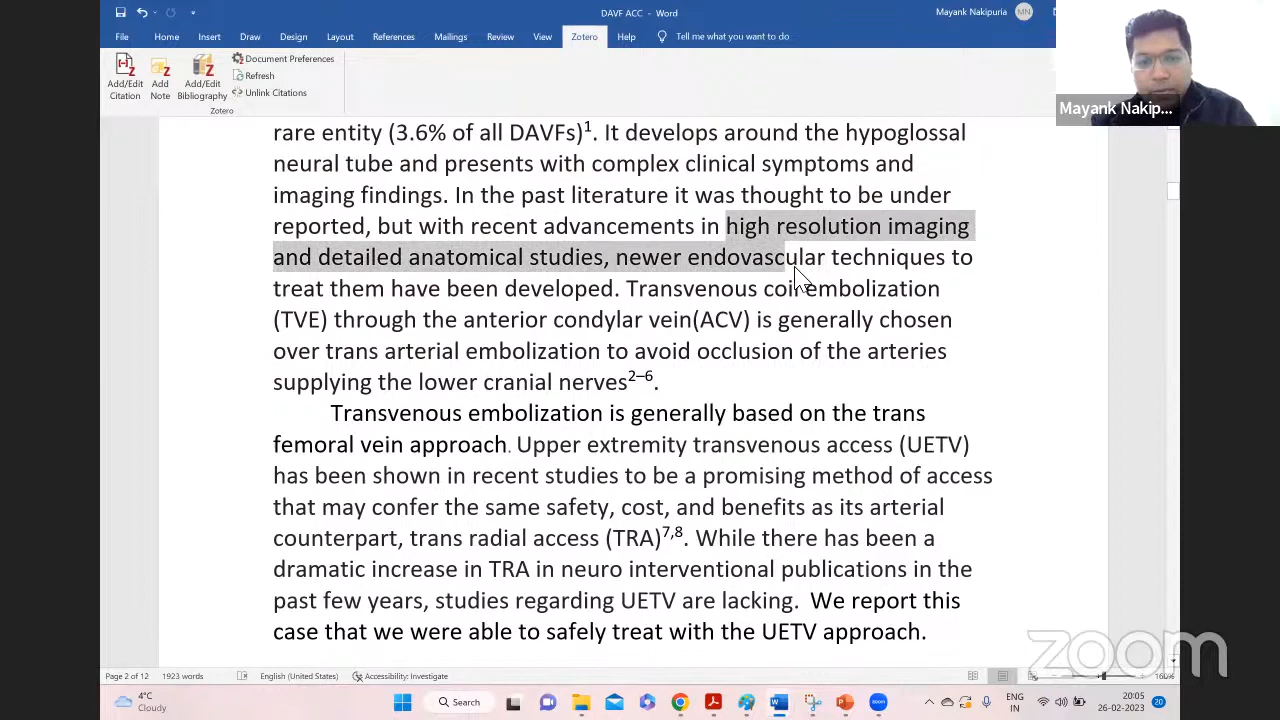 DAVF ACC - Word
Mayank Nakipuria MN
File Home Insert Draw Design Layout References Mailings Review View Zotero Help Tell me what you want to do
Add/Edit Citation
Add Note
Add/Edit Bibliography
Document Preferences
Refresh
Unlink Citations
Zotero
Mayank Nakip...
rare entity (3.6% of all DAVFs)1. It develops around the hypoglossal
neural tube and presents with complex clinical symptoms and
imaging findings. In the past literature it was thought to be under
reported, but with recent advancements in high resolution imaging
and detailed anatomical studies, newer endovascular techniques to
treat them have been developed. Transvenous coil embolization
(TVE) through the anterior condylar vein(ACV) is generally chosen
over trans arterial embolization to avoid occlusion of the arteries
supplying the lower cranial nerves2–6.
Transvenous embolization is generally based on the trans
femoral vein approach. Upper extremity transvenous access (UETV)
has been shown in recent studies to be a promising method of access
that may confer the same safety, cost, and benefits as its arterial
counterpart, trans radial access (TRA)7,8. While there has been a
dramatic increase in TRA in neuro interventional publications in the
past few years, studies regarding UETV are lacking. We report this
case that we were able to safely treat with the UETV approach.
zoom
Page 2 of 12 1923 words English (United States) Accessibility: Investigate 160%
4°C
Cloudy
Search
ENG
IN
20:05
26-02-2023
20